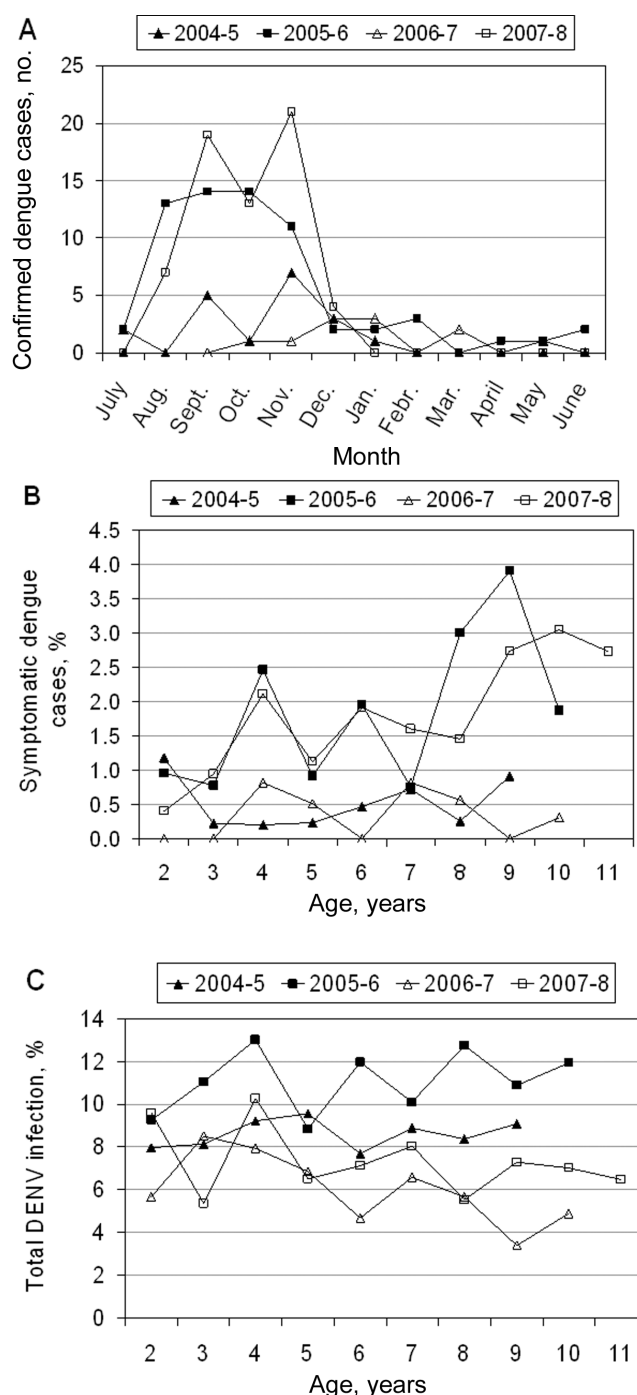 A
2004-5 2005-6 2006-7 2007-8
Confirmed dengue cases, no.
25
20
15
10
5
0
July Aug. Sept. Oct. Nov. Dec. Jan. Febr. Mar. April May June
Month
B
2004-5 2005-6 2006-7 2007-8
Symptomatic dengue
cases, %
4.5
4.0
3.5
3.0
2.5
2.0
1.5
1.0
0.5
0.0
2 3 4 5 6 7 8 9 10 11
Age, years
C
2004-5 2005-6 2006-7 2007-8
Total DENV infection, %
14
12
10
8
6
4
2
0
2 3 4 5 6 7 8 9 10 11
Age, years